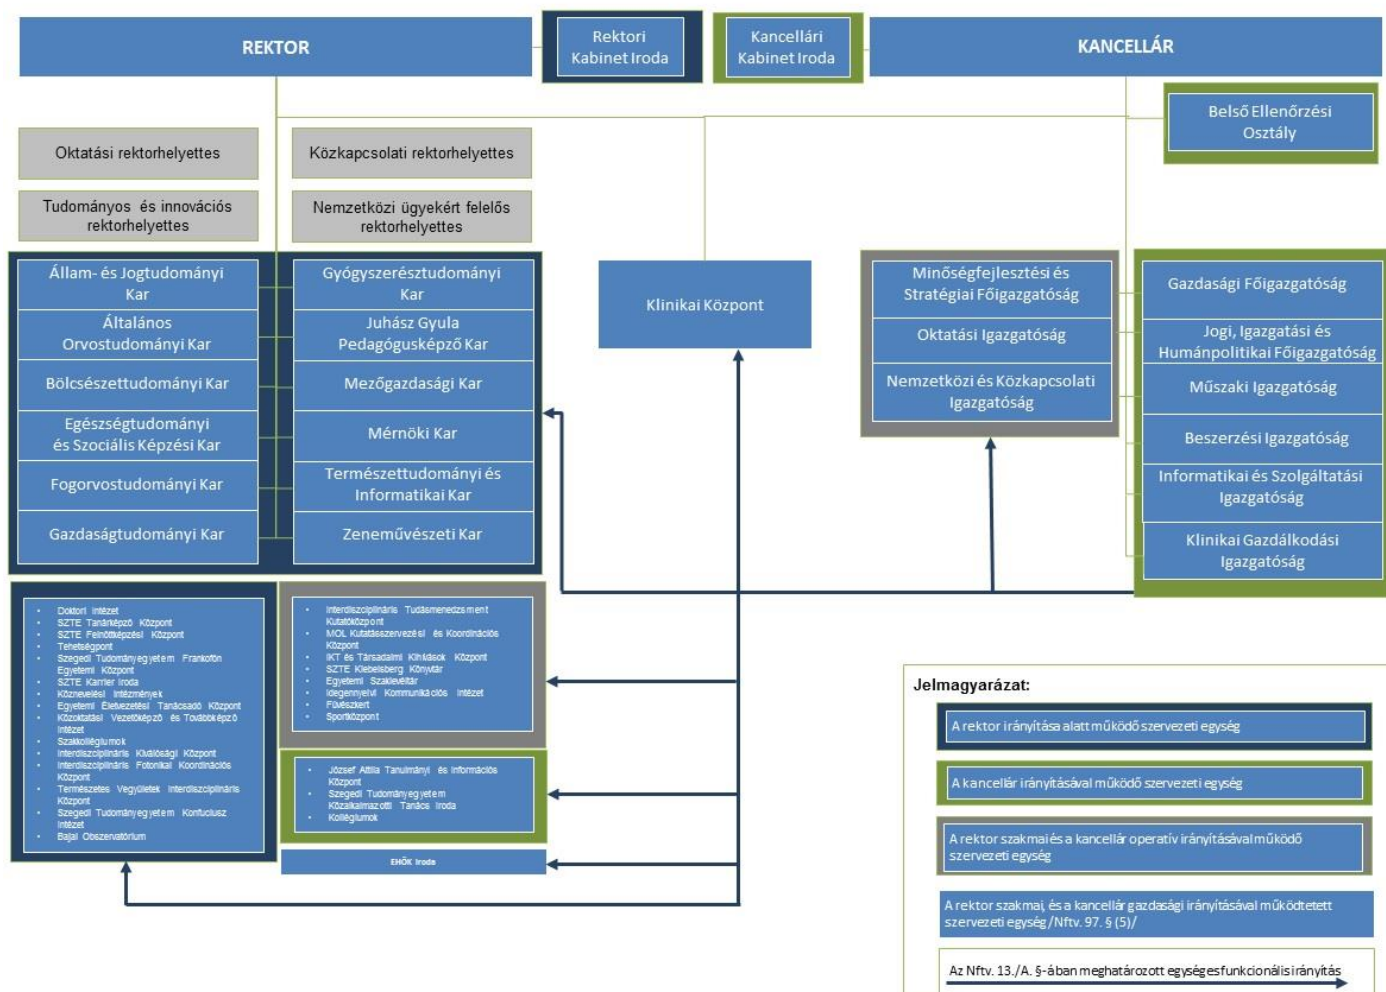 REKTOR
Rektori
Kabinet Iroda
Kancellári
Kabinet Iroda
KANCELLÁR
Belső Ellenőrzési
Osztály
Oktatási rektorhelyettes
Közkapcsolati rektorhelyettes
Tudományos és innovációs
rektorhelyettes
Nemzetközi ügyekért felelős
rektorhelyettes
Állam- és Jogtudományi
Kar
Általános
Orvostudományi Kar
Bölcsészettudományi Kar
Egészségtudományi
és Szociális Képzési Kar
Fogorvostudományi Kar
Gazdaságtudományi Kar
Gyógyszerésztudományi
Kar
Juhász Gyula
Pedagógusképző Kar
Mezőgazdasági Kar
Mérnöki Kar
Természettudományi és
Informatikai Kar
Zeneművészeti Kar
Klinikai Központ
Minőségfejlesztési és
Stratégiai Főigazgatóság
Oktatási Igazgatóság
Nemzetközi és Közkapcsolati
Igazgatóság
Gazdasági Főigazgatóság
Jogi, Igazgatási és
Humánpolitikai Főigazgatóság
Műszaki Igazgatóság
Beszerzési Igazgatóság
Informatikai és Szolgáltatási
Igazgatóság
Klinikai Gazdálkodási
Igazgatóság
• Doktori Intézet
• SZTE Tanárképző Központ
• SZTE Felnőttképzési Központ
• Tehetségpont
• Szegedi Tudományegyetem Frankofón
Egyetemi Központ
• SZTE Karrier Iroda
• Köznevelési Intézmények
• Egyetemi Életvezetési Tanácsadó Központ
• Közoktatási Vezetőképző és Továbbképző
Intézet
• Szakkollégiumok
• Interdiszciplináris Kiválósági Központ
• Interdiszciplináris Fotonikai Koordinációs
Központ
• Természetes Vegyületek Interdiszciplináris
Központ
• Szegedi Tudományegyetem Konfuciusz
Intézet
• Bajai Obszervatórium
• Interdiszciplináris Tudásmenedzsment
Kutatóközpont
• MOL Kutatásszervezési és Koordinációs
Központ
• IKT és Társadalmi Kihívások Központ
• SZTE Klebelsberg Könyvtár
• Egyetemi Szaklevéltár
• Idegennyelvi Kommunikációs Intézet
• Füvészkert
• Sportközpont
• József Attila Tanulmányi és Információs
Központ
• Szegedi Tudományegyetem
Közalkalmazotti Tanács Iroda
• Kollégiumok
EHÖK Iroda
Jelmagyarázat:
A rektor irányítása alatt működő szervezeti egység
A kancellár irányításával működő szervezeti egység
A rektor szakmai és a kancellár operatív irányításával működő
szervezeti egység
A rektor szakmai, és a kancellár gazdasági irányításával működtetett
szervezeti egység /Nftv. 97. § (5)/
Az Nftv. 13./A. §-ában meghatározott egységes funkcionális irányítás